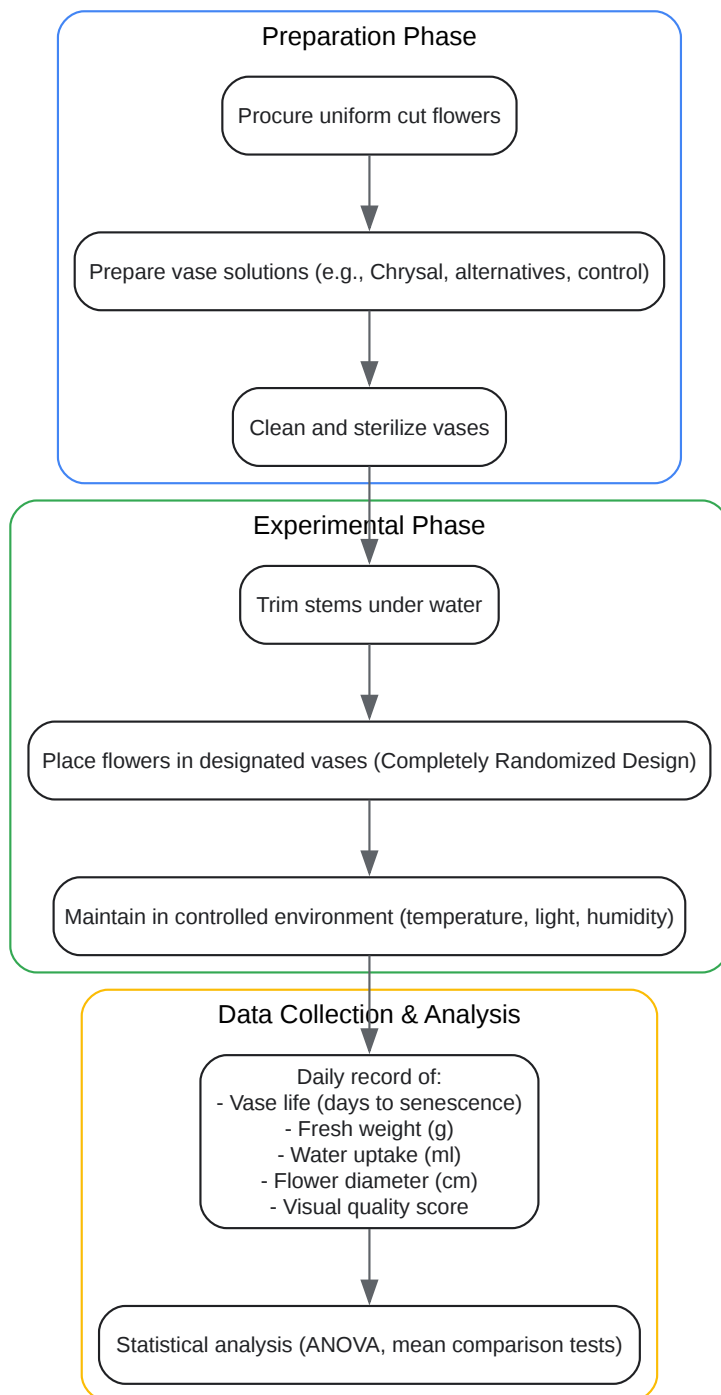 Preparation Phase
Procure uniform cut flowers
Prepare vase solutions (e.g., Chrysal, alternatives, control)
Clean and sterilize vases
Experimental Phase
Trim stems under water
Place flowers in designated vases (Completely Randomized Design)
Maintain in controlled environment (temperature, light, humidity)
Data Collection & Analysis
Daily record of:
- Vase life (days to senescence)
- Fresh weight (g)
- Water uptake (ml)
- Flower diameter (cm)
- Visual quality score
Statistical analysis (ANOVA, mean comparison tests)